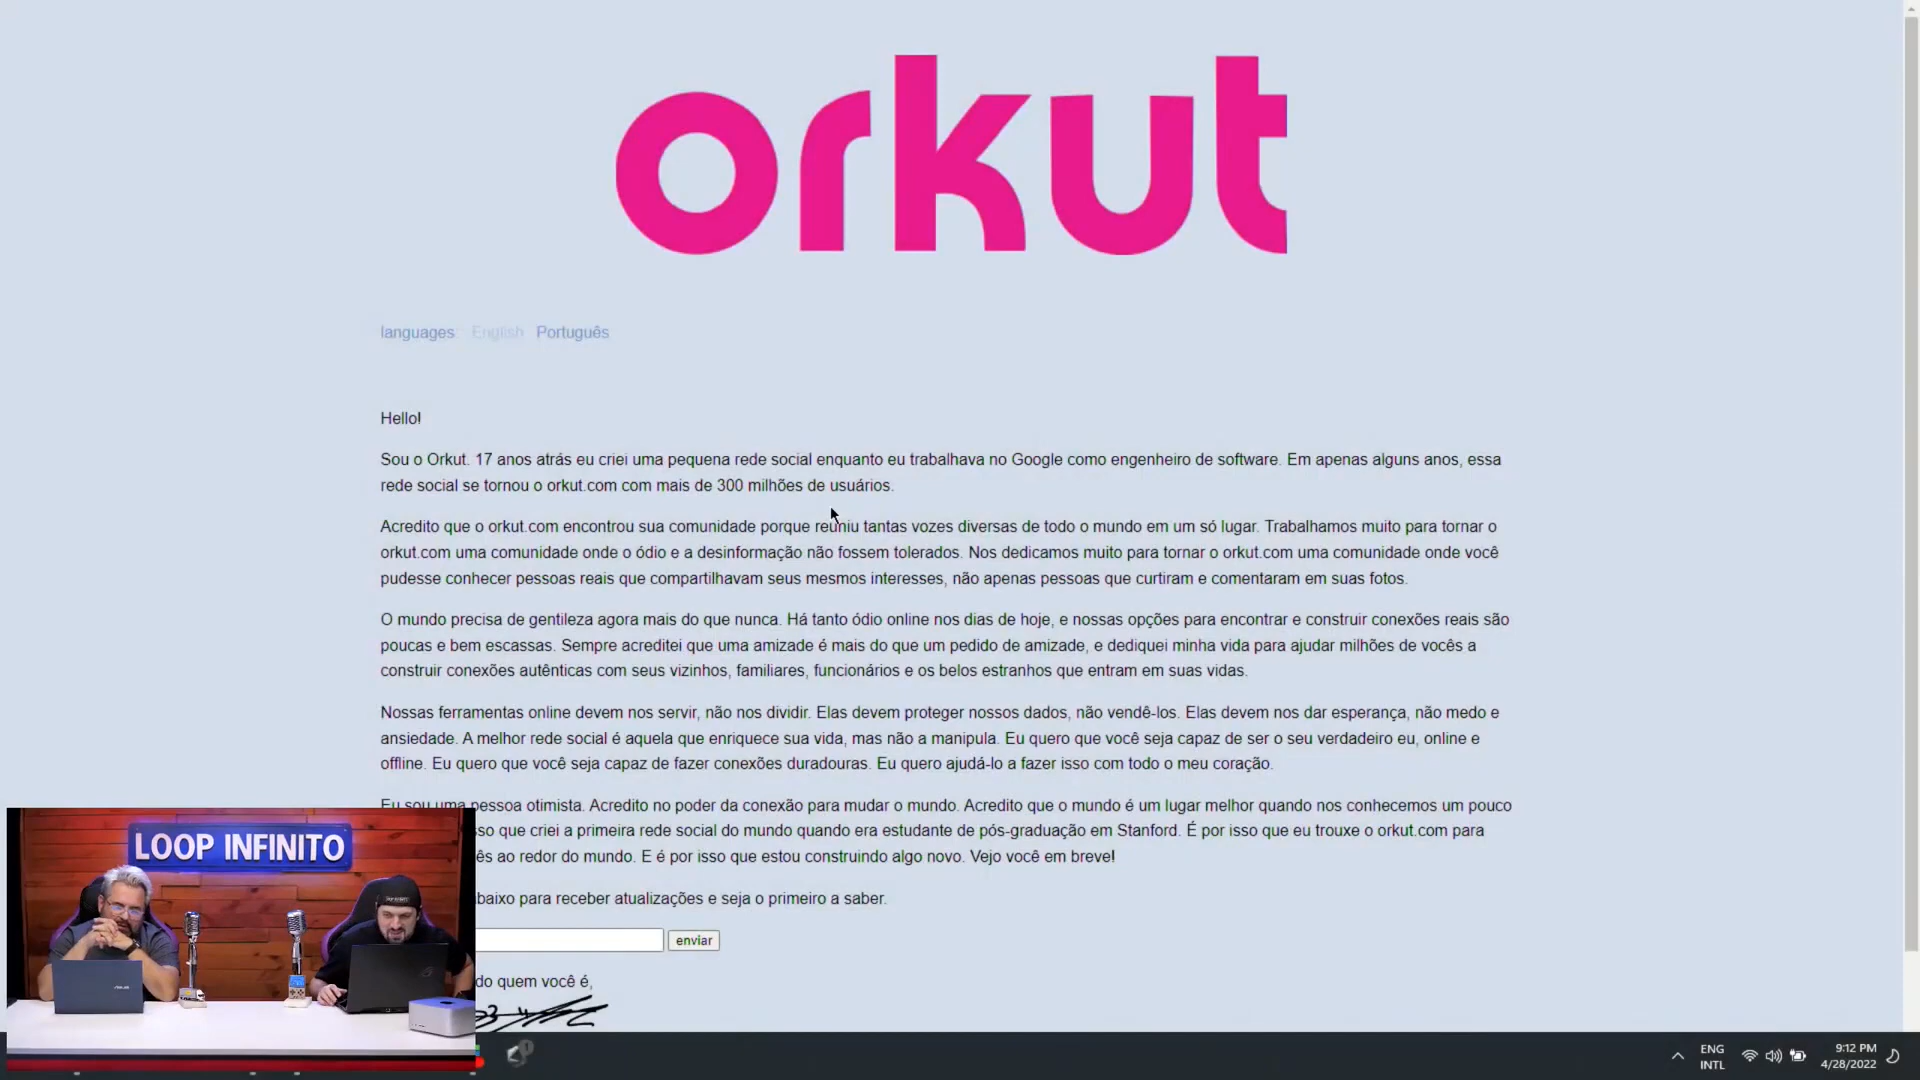 orkut
languages: English Português
Hello!
Sou o Orkut. 17 anos atrás eu criei uma pequena rede social enquanto eu trabalhava no Google como engenheiro de software. Em apenas alguns anos, essa
rede social se tornou o orkut.com com mais de 300 milhões de usuários.
Acredito que o orkut.com encontrou sua comunidade porque reuniu tantas vozes diversas de todo o mundo em um só lugar. Trabalhamos muito para tornar o
orkut.com uma comunidade onde o ódio e a desinformação não fossem tolerados. Nos dedicamos muito para tornar o orkut.com uma comunidade onde você
pudesse conhecer pessoas reais que compartilhavam seus mesmos interesses, não apenas pessoas que curtiram e comentaram em suas fotos.
O mundo precisa de gentileza agora mais do que nunca. Há tanto ódio online nos dias de hoje, e nossas opções para encontrar e construir conexões reais são
poucas e bem escassas. Sempre acreditei que uma amizade é mais do que um pedido de amizade, e dediquei minha vida para ajudar milhões de vocês a
construir conexões autênticas com seus vizinhos, familiares, funcionários e os belos estranhos que entram em suas vidas.
Nossas ferramentas online devem nos servir, não nos dividir. Elas devem proteger nossos dados, não vendê-los. Elas devem nos dar esperança, não medo e
ansiedade. A melhor rede social é aquela que enriquece sua vida, mas não a manipula. Eu quero que você seja capaz de ser o seu verdadeiro eu, online e
offline. Eu quero que você seja capaz de fazer conexões duradouras. Eu quero ajudá-lo a fazer isso com todo o meu coração.
Eu sou uma pessoa otimista. Acredito no poder da conexão para mudar o mundo. Acredito que o mundo é um lugar melhor quando nos conhecemos um pouco
que criei a primeira rede social do mundo quando era estudante de pós-graduação em Stanford. É por isso que eu trouxe o orkut.com para
ao redor do mundo. E é por isso que estou construindo algo novo. Vejo você em breve!
para receber atualizações e seja o primeiro a saber.
enviar
quem você é,
LOOP INFINITO
ENG
INTL
9:12 PM
4/28/2022